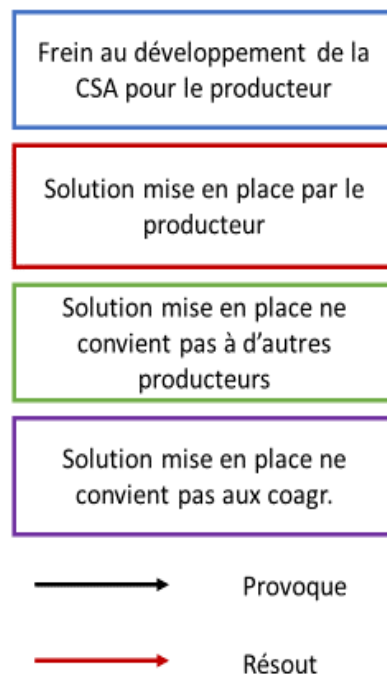 Frein au développement de la
CSA pour le producteur
Solution mise en place par le
producteur
Solution mise en place ne
convient pas à d’autres
producteurs
Solution mise en place ne
convient pas aux coagr.
Provoque
Résout